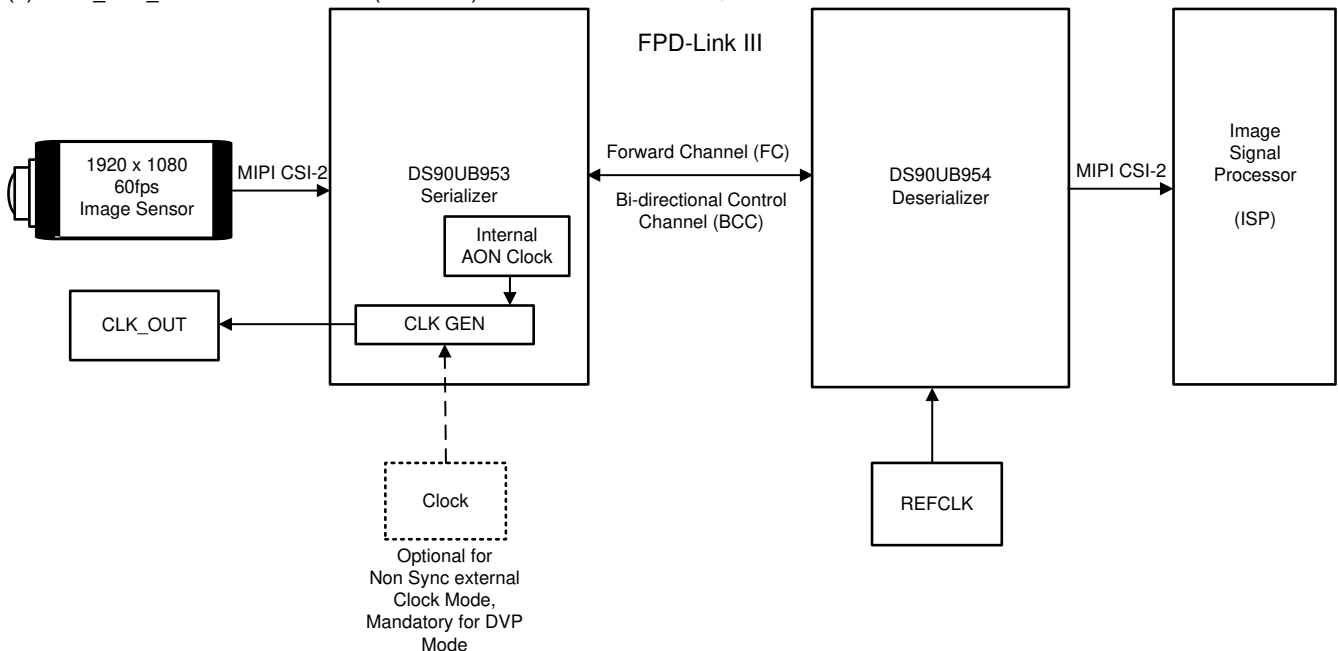 FPD-Link III
1920 x 1080
60fps
Image Sensor
MIPI CSI-2
DS90UB953
Serializer
Internal
AON Clock
CLK GEN
CLK_OUT
Clock
Optional for
Non Sync external
Clock Mode,
Mandatory for DVP
Mode
Forward Channel (FC)
Bi-directional Control
Channel (BCC)
DS90UB954
Deserializer
REFCLK
MIPI CSI-2
Image
Signal
Processor
(ISP)